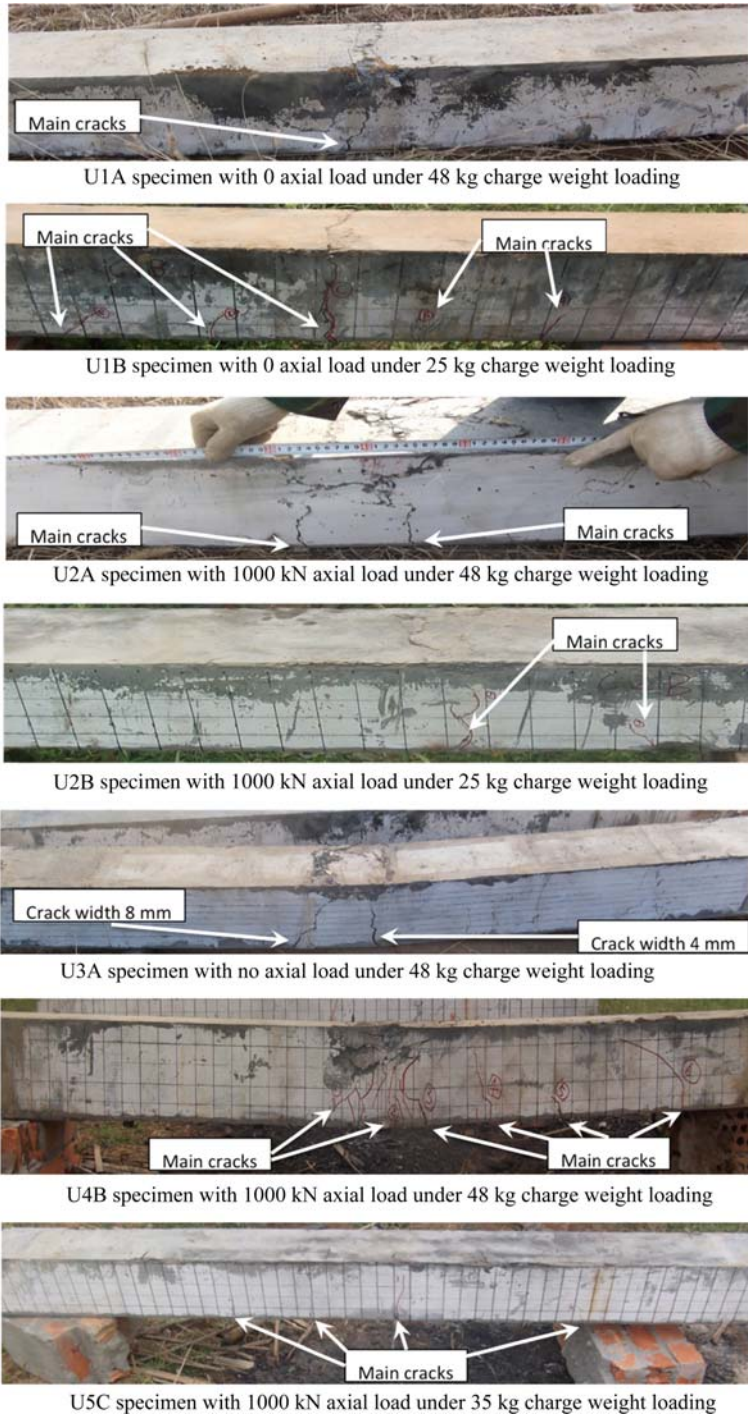 Main cracks
U1A specimen with 0 axial load under 48 kg charge weight loading
Main cracks
Main cracks
U1B specimen with 0 axial load under 25 kg charge weight loading
Main cracks
Main cracks
U2A specimen with 1000 kN axial load under 48 kg charge weight loading
Main cracks
U2B specimen with 1000 kN axial load under 25 kg charge weight loading
Crack width 8 mm
Crack width 4 mm
U3A specimen with no axial load under 48 kg charge weight loading
Main cracks
Main cracks
U4B specimen with 1000 kN axial load under 48 kg charge weight loading
Main cracks
U5C specimen with 1000 kN axial load under 35 kg charge weight loading